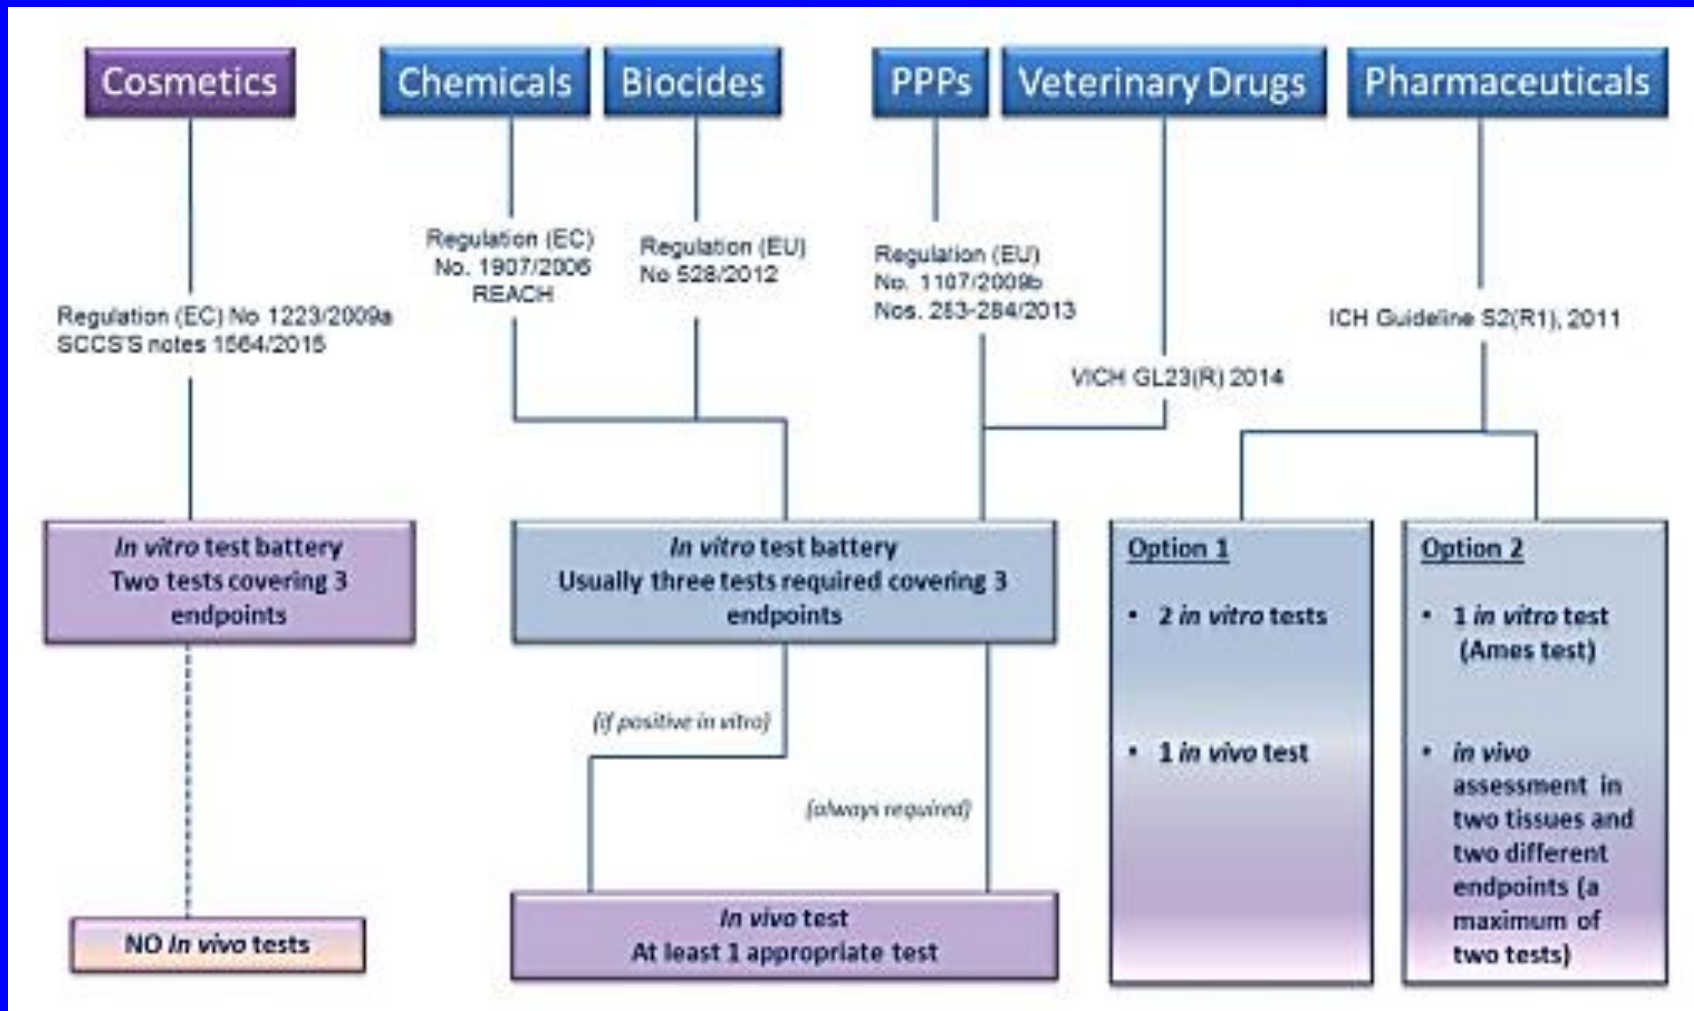 Cosmetics
Chemicals
Biocides
PPPs
Veterinary Drugs
Pharmaceuticals
Regulation (EC) No 1223/2009a
SCCS'S notes 1564/2015
Regulation (EC)
No. 1907/2006
REACH
Regulation (EU)
No 528/2012
Regulation (EU)
No. 1107/2009b
Nos. 283-284/2013
VICH GL23(R) 2014
ICH Guideline S2(R1), 2011
In vitro test battery
Two tests covering 3
endpoints
In vitro test battery
Usually three tests required covering 3
endpoints
(if positive in vitro)
(always required)
NO In vivo tests
In vivo test
At least 1 appropriate test
Option 1
• 2 in vitro tests
• 1 in vivo test
Option 2
• 1 in vitro test
(Ames test)
• in vivo
assessment in
two tissues and
two different
endpoints (a
maximum of
two tests)